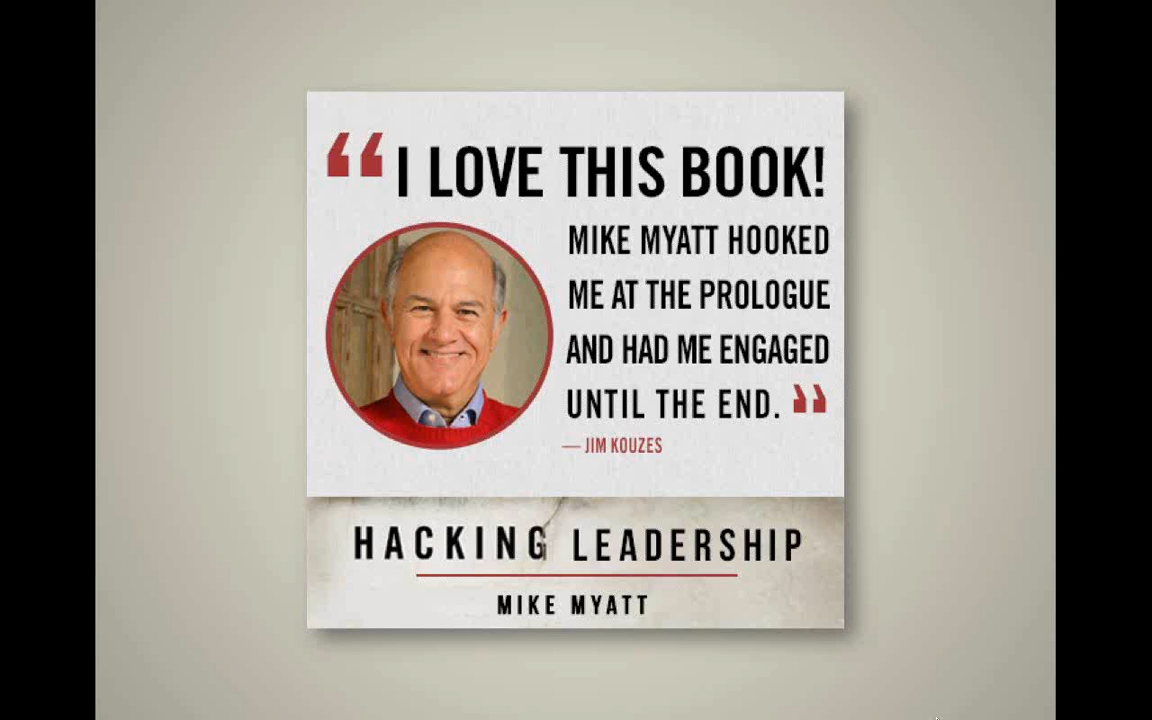 “I LOVE THIS BOOK!
MIKE MYATT HOOKED
ME AT THE PROLOGUE
AND HAD ME ENGAGED
UNTIL THE END.”
— JIM KOUZES
HACKING LEADERSHIP
MIKE MYATT